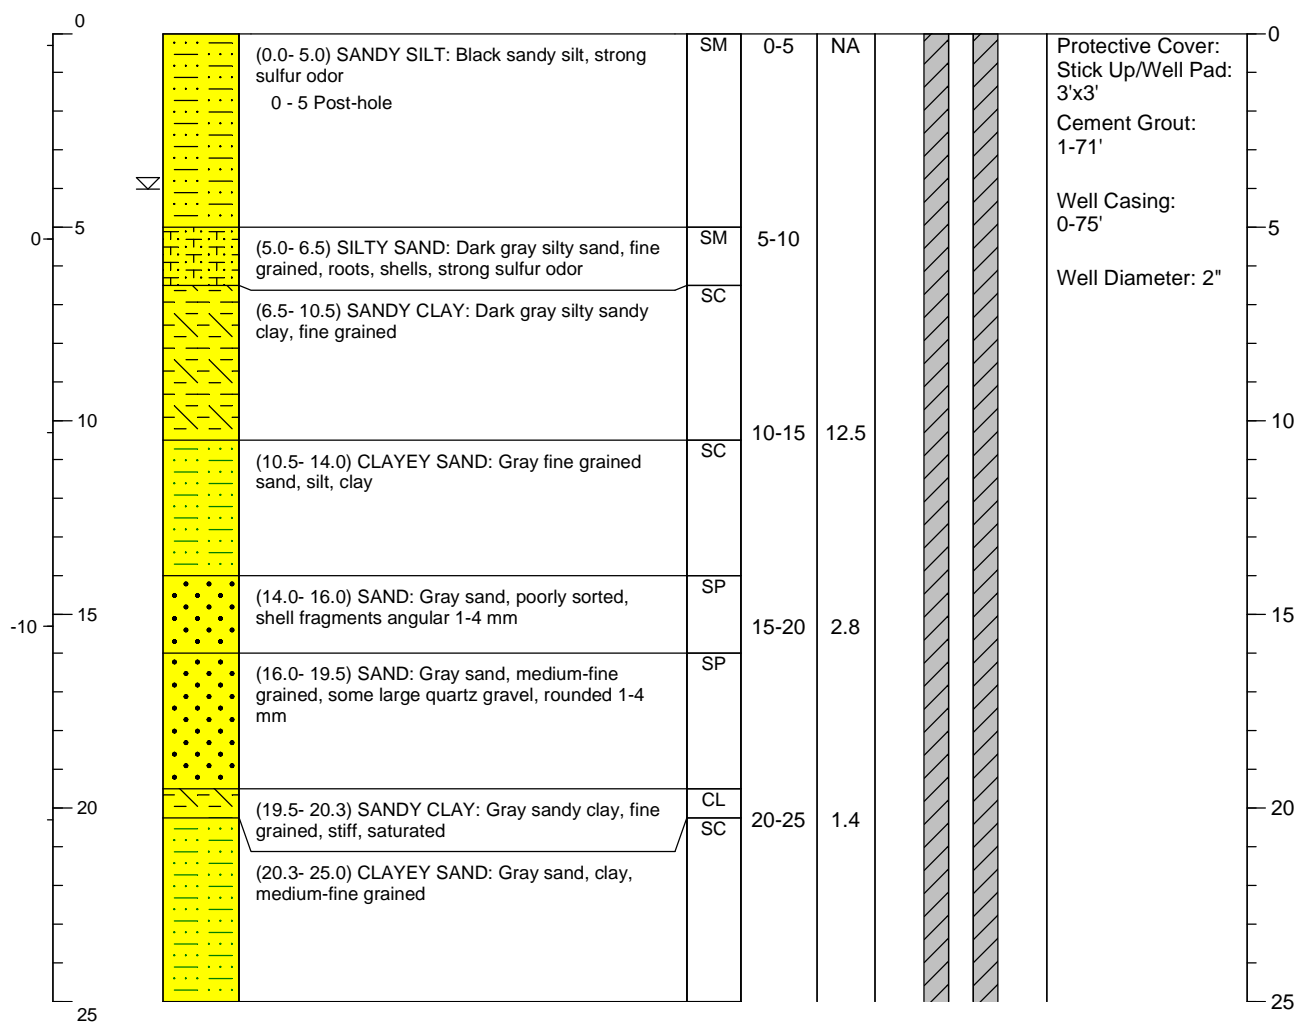 0
0
(0.0- 5.0) SANDY SILT: Black sandy silt, strong
sulfur odor
0 - 5 Post-hole
SM
0-5
NA
Protective Cover:
Stick Up/Well Pad:
3'x3'
Cement Grout:
1-71'
Well Casing:
0-75'
Well Diameter: 2"
5
0
(5.0- 6.5) SILTY SAND: Dark gray silty sand, fine
grained, roots, shells, strong sulfur odor
SM
5-10
5
(6.5- 10.5) SANDY CLAY: Dark gray silty sandy
clay, fine grained
SC
10
10-15
12.5
10
(10.5- 14.0) CLAYEY SAND: Gray fine grained
sand, silt, clay
SC
(14.0- 16.0) SAND: Gray sand, poorly sorted,
shell fragments angular 1-4 mm
SP
15
-10
15-20
2.8
15
(16.0- 19.5) SAND: Gray sand, medium-fine
grained, some large quartz gravel, rounded 1-4
mm
SP
20
(19.5- 20.3) SANDY CLAY: Gray sandy clay, fine
grained, stiff, saturated
CL
20-25
1.4
20
SC
(20.3- 25.0) CLAYEY SAND: Gray sand, clay,
medium-fine grained
25
25